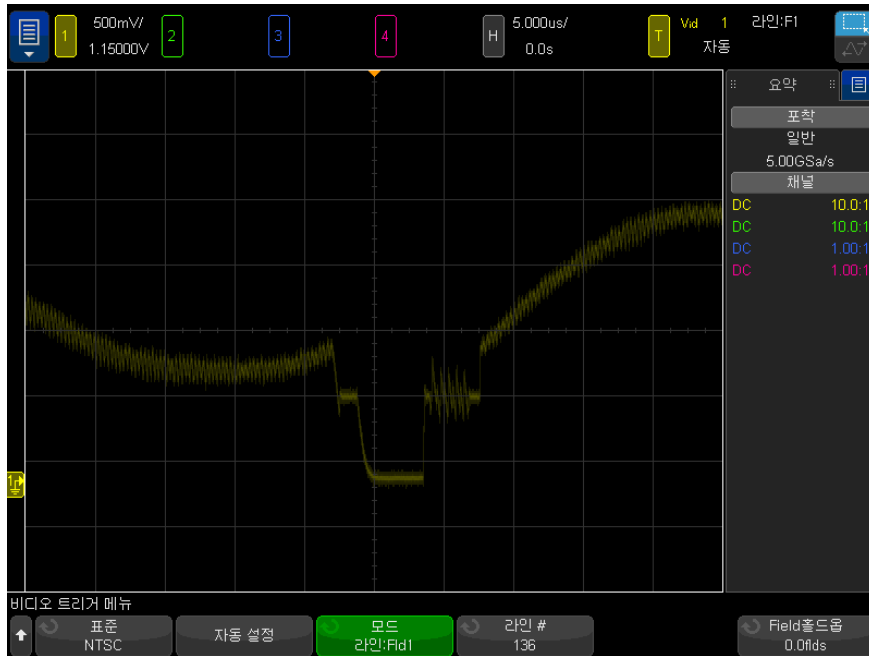 1 500mV/ 2 3 4 H 5.000us/ T Vid 1 라인:F1
1.15000V 0.0s 자동
요약
포착
일반
5.00GSa/s
채널
DC 10.0:1
DC 10.0:1
DC 1.00:1
DC 1.00:1
비디오 트리거 메뉴
표준 자동 설정 모드 라인 # Field홀드옵
NTSC 라인:Fld1 136 0.0flds